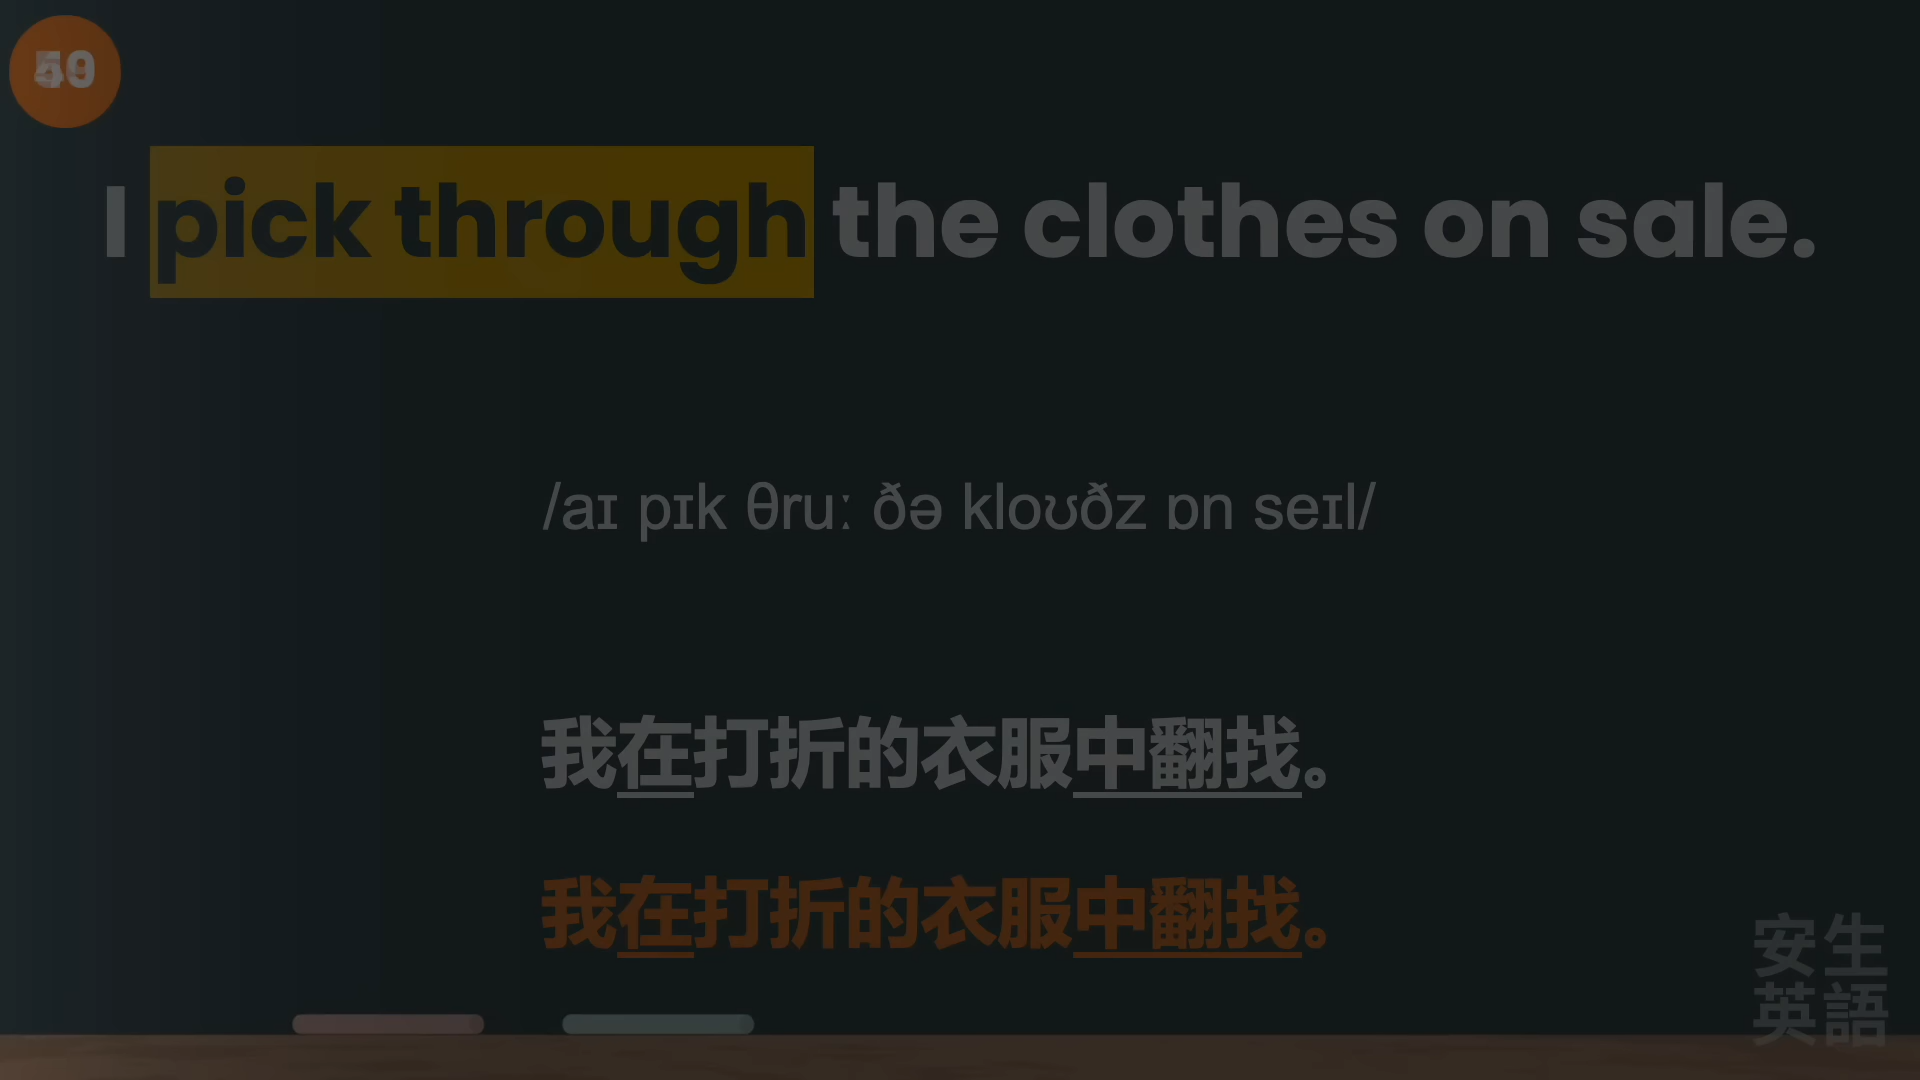 I pick through the clothes on sale.
/aɪ pɪk θruː ðə kloʊðz ɒn seɪl/
我在打折的衣服中翻找。
我在打折的衣服中翻找。
安生
英語